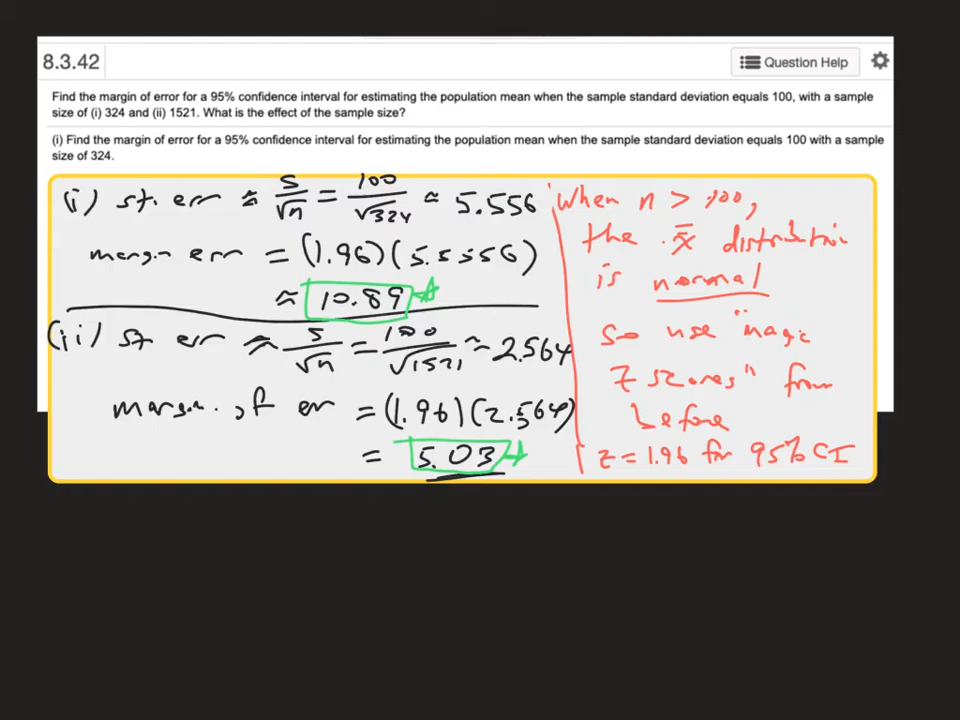 8.3.42
Question Help
Find the margin of error for a 95% confidence interval for estimating the population mean when the sample standard deviation equals 100, with a sample
size of (i) 324 and (ii) 1521. What is the effect of the sample size?
(i) Find the margin of error for a 95% confidence interval for estimating the population mean when the sample standard deviation equals 100 with a sample
size of 324.
(i) st. err ≈ s/√n = 100/√324 ≈ 5.556
margin err = (1.96)(5.5556)
≈ 10.89
(ii) st err ≈ s/√n = 100/√1521 ≈ 2.564
margin of err = (1.96)(2.564)
= 5.03
When n > 100,
the x̄ distribution
is normal
so use "magic
z scores" from
before
z = 1.96 for 95% CI